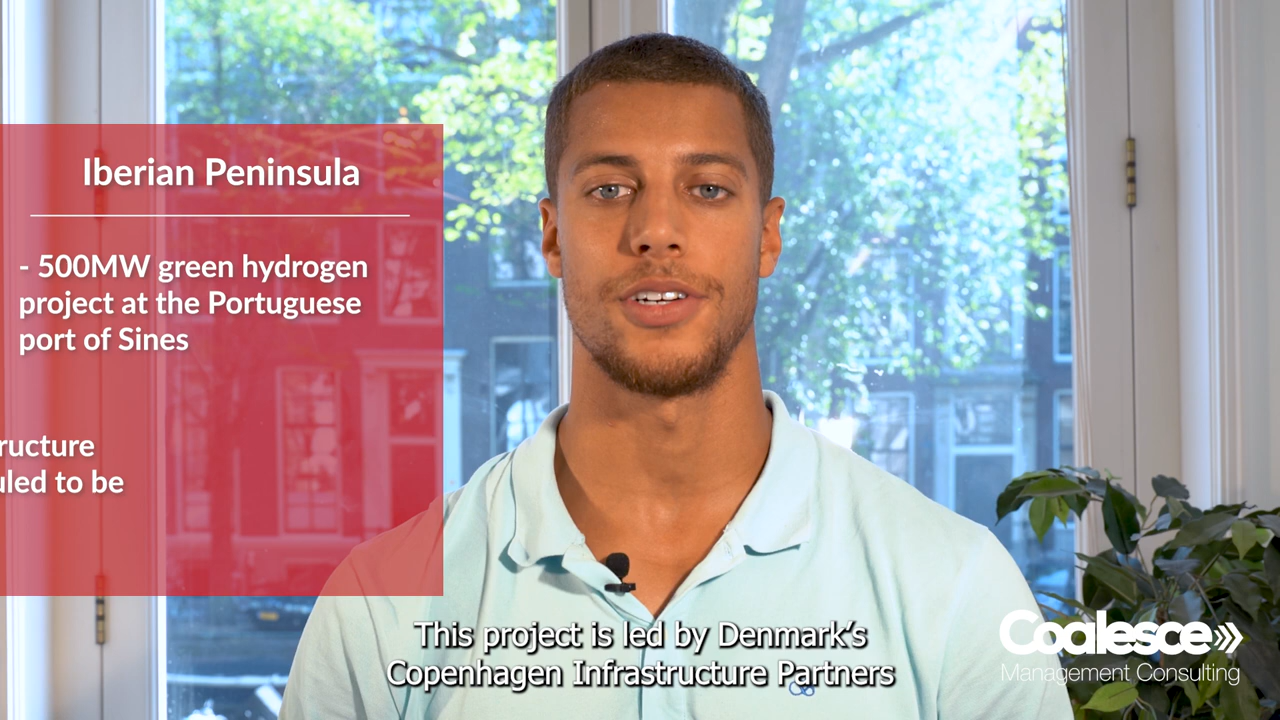 Iberian Peninsula
- 500MW green hydrogen
project at the Portuguese
port of Sines
ructure
uled to be
This project is led by Denmark's
Copenhagen Infrastructure Partners
Coalesce
Management Consulting